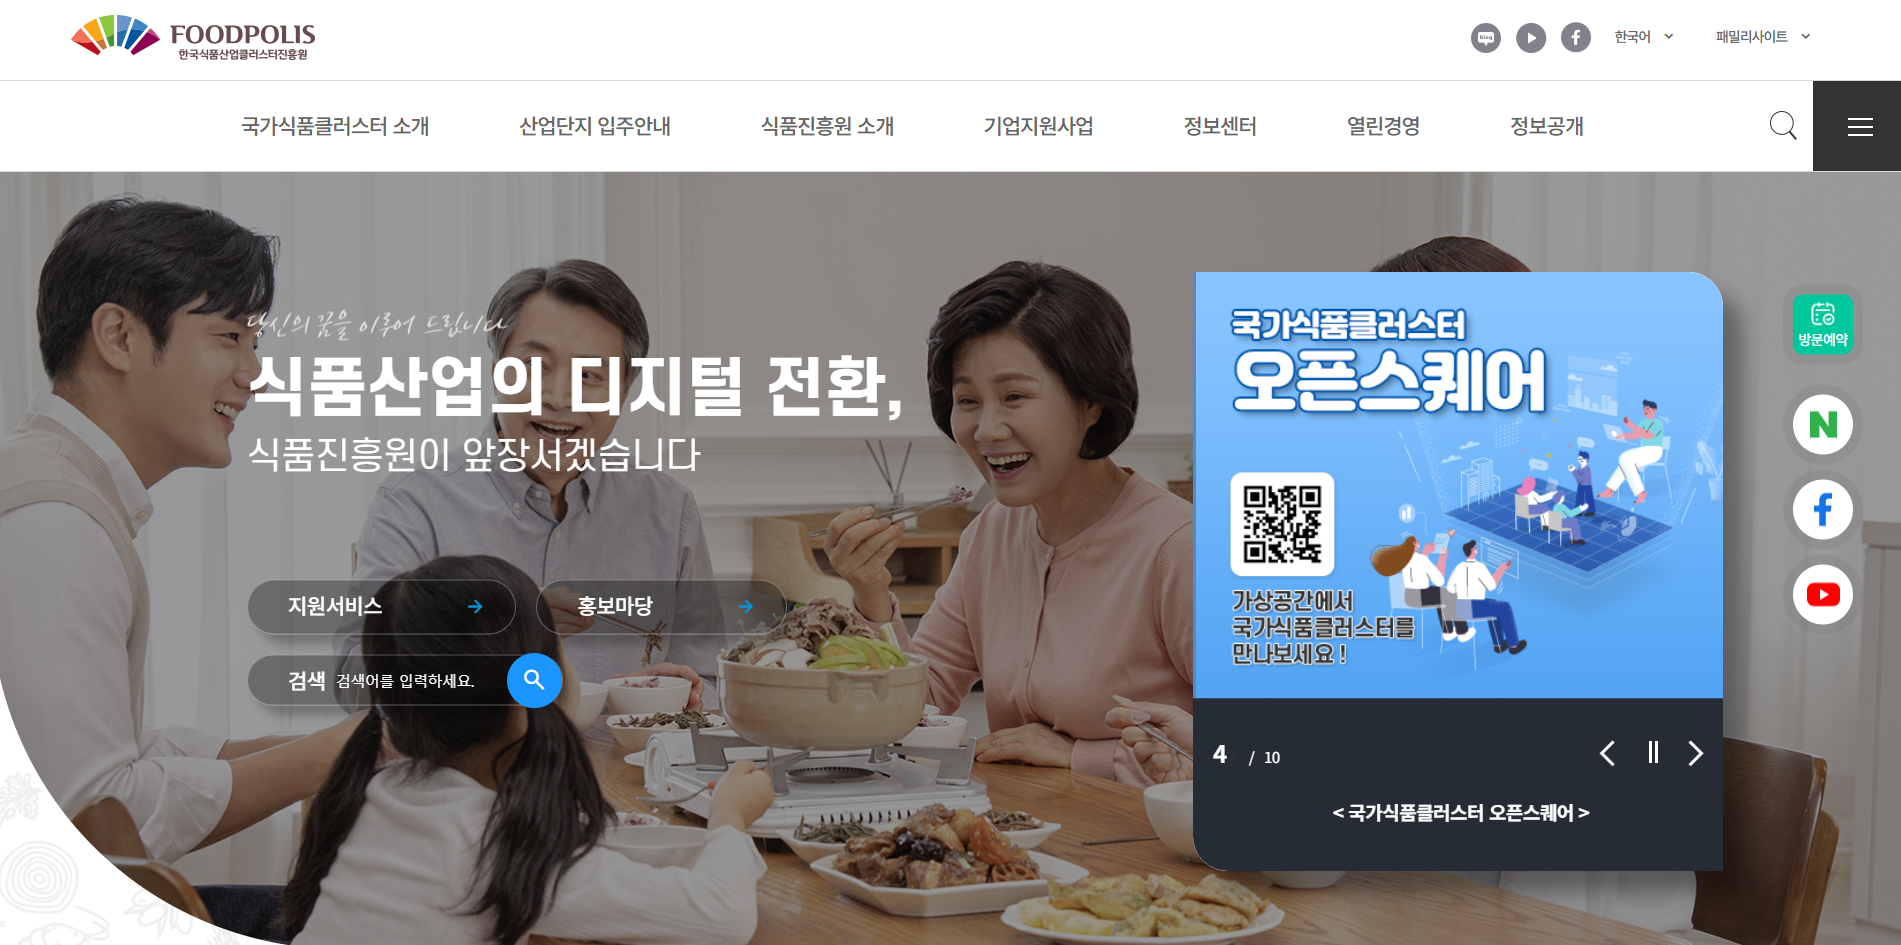 FOODPOLIS
한국식품산업클러스터진흥원
blog
한국어
패밀리사이트
국가식품클러스터 소개
산업단지 입주안내
식품진흥원 소개
기업지원사업
정보센터
열린경영
정보공개
당신의 꿈을 이루어 드립니다
식품산업의 디지털 전환,
식품진흥원이 앞장서겠습니다
지원서비스
홍보마당
검색 검색어를 입력하세요.
국가식품클러스터
오픈스퀘어
가상공간에서
국가식품클러스터를
만나보세요 !
4 / 10
< 국가식품클러스터 오픈스퀘어 >
방문예약
N